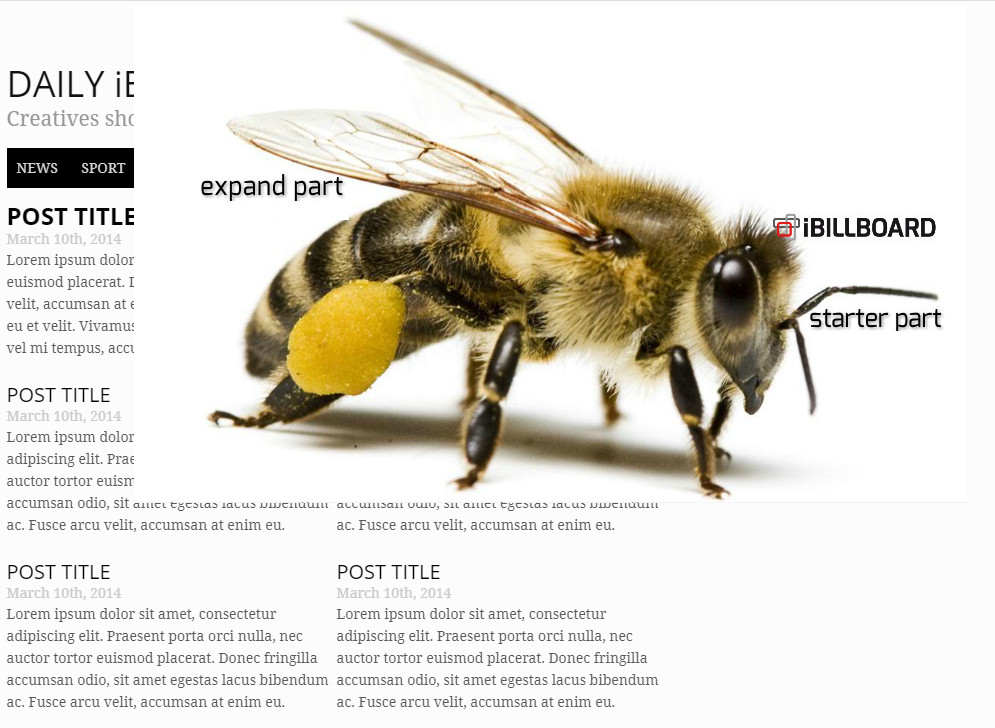 DAILY iB
Creatives sho
NEWS SPORT
expand part
iBILLBOARD
starter part
POST TITLE
March 10th, 2014
Lorem ipsum dolor
euismod placerat. D
velit, accumsan at e
eu et velit. Vivamus
vel mi tempus, accu
POST TITLE
March 10th, 2014
Lorem ipsum dolor
adipiscing elit. Prae
auctor tortor euism
accumsan odio, sit amet egestas lacus bibendum
ac. Fusce arcu velit, accumsan at enim eu.
accumsan odio, sit amet egestas lacus bibendum
ac. Fusce arcu velit, accumsan at enim eu.
POST TITLE
March 10th, 2014
Lorem ipsum dolor sit amet, consectetur
adipiscing elit. Praesent porta orci nulla, nec
auctor tortor euismod placerat. Donec fringilla
accumsan odio, sit amet egestas lacus bibendum
ac. Fusce arcu velit, accumsan at enim eu.
POST TITLE
March 10th, 2014
Lorem ipsum dolor sit amet, consectetur
adipiscing elit. Praesent porta orci nulla, nec
auctor tortor euismod placerat. Donec fringilla
accumsan odio, sit amet egestas lacus bibendum
ac. Fusce arcu velit, accumsan at enim eu.